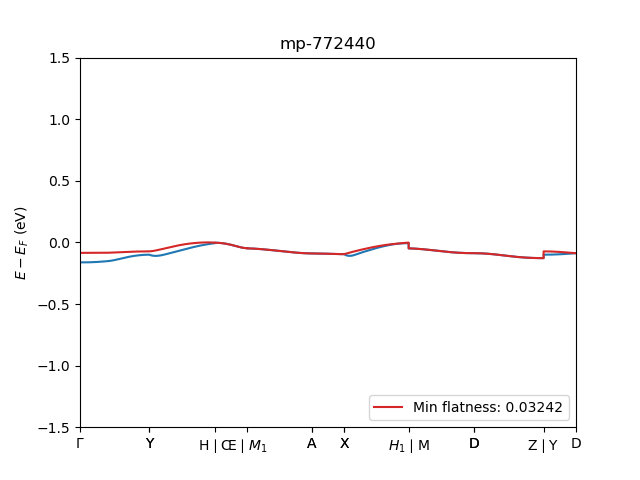 mp-772440
E − E_F (eV)
1.5
1.0
0.5
0.0
−0.5
−1.0
−1.5
Min flatness: 0.03242
Γ Y H | C E | M_1 A X H_1 | M D Z | Y D